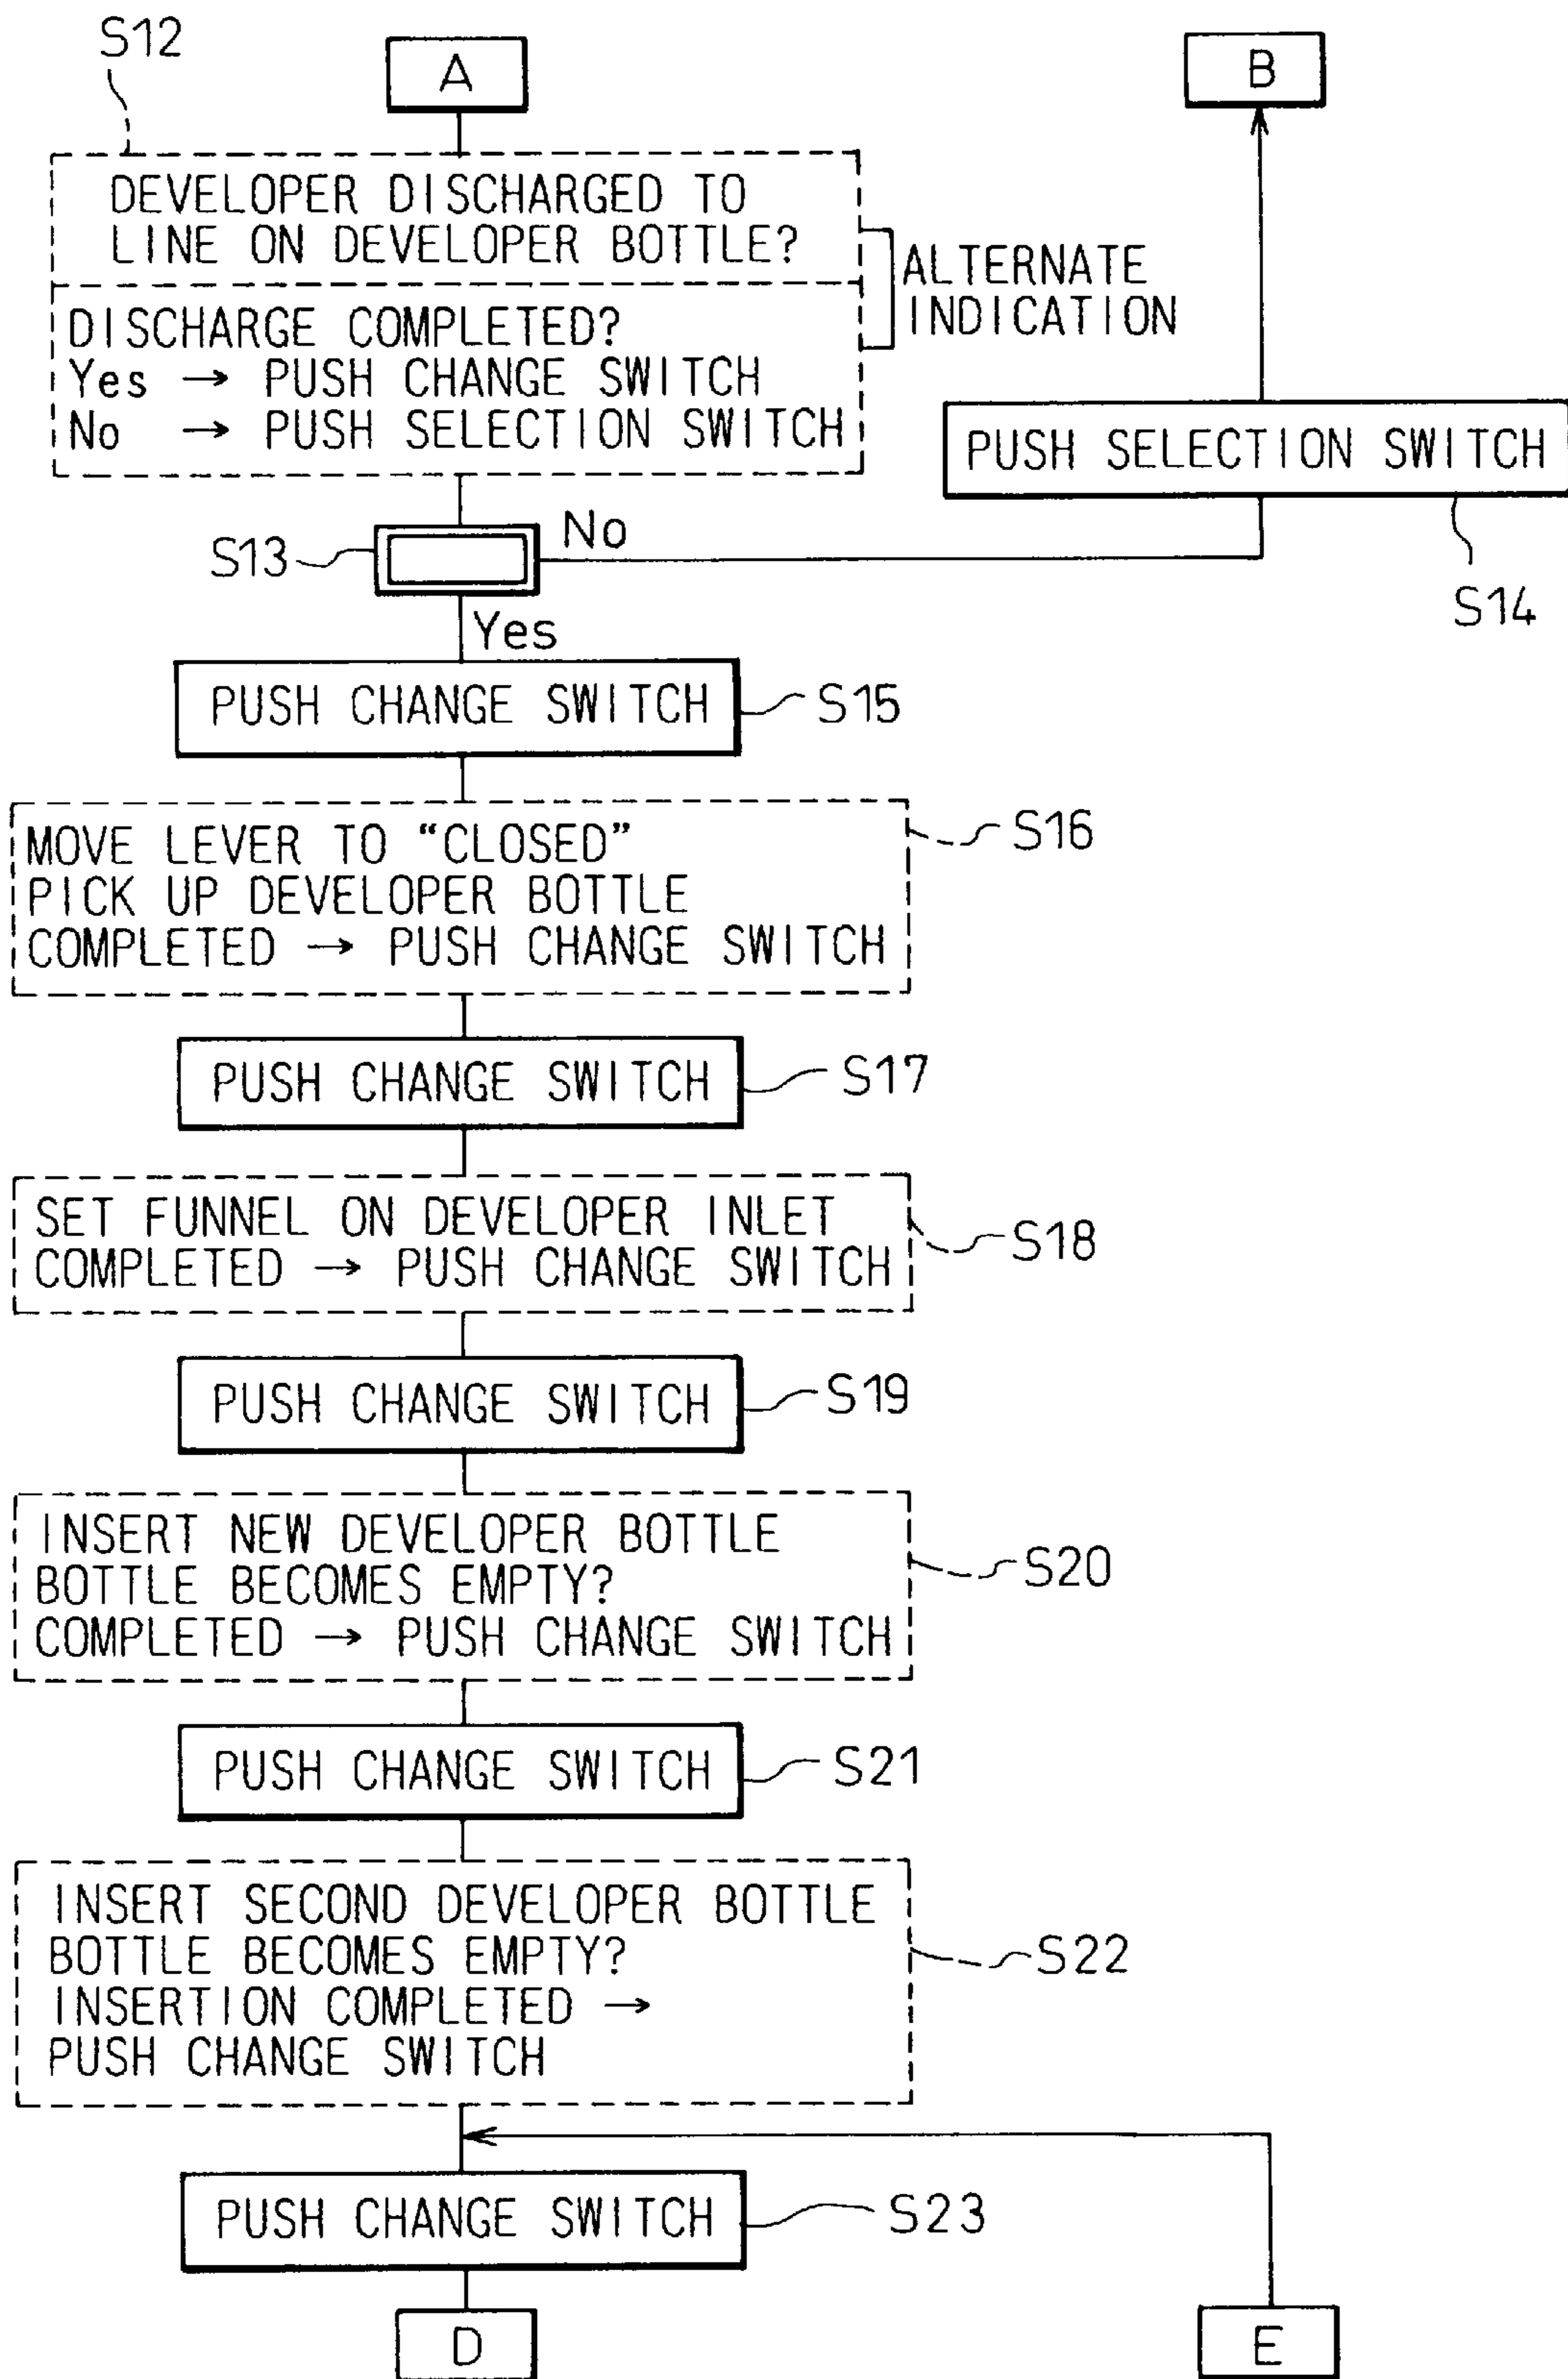 S12
A
B
DEVELOPER DISCHARGED TO
LINE ON DEVELOPER BOTTLE?
ALTERNATE
INDICATION
DISCHARGE COMPLETED?
Yes → PUSH CHANGE SWITCH
No → PUSH SELECTION SWITCH
PUSH SELECTION SWITCH
S13
No
S14
Yes
PUSH CHANGE SWITCH
S15
MOVE LEVER TO “CLOSED”
PICK UP DEVELOPER BOTTLE
COMPLETED → PUSH CHANGE SWITCH
S16
PUSH CHANGE SWITCH
S17
SET FUNNEL ON DEVELOPER INLET
COMPLETED → PUSH CHANGE SWITCH
S18
PUSH CHANGE SWITCH
S19
INSERT NEW DEVELOPER BOTTLE
BOTTLE BECOMES EMPTY?
COMPLETED → PUSH CHANGE SWITCH
S20
PUSH CHANGE SWITCH
S21
INSERT SECOND DEVELOPER BOTTLE
BOTTLE BECOMES EMPTY?
INSERTION COMPLETED →
PUSH CHANGE SWITCH
S22
PUSH CHANGE SWITCH
S23
D
E